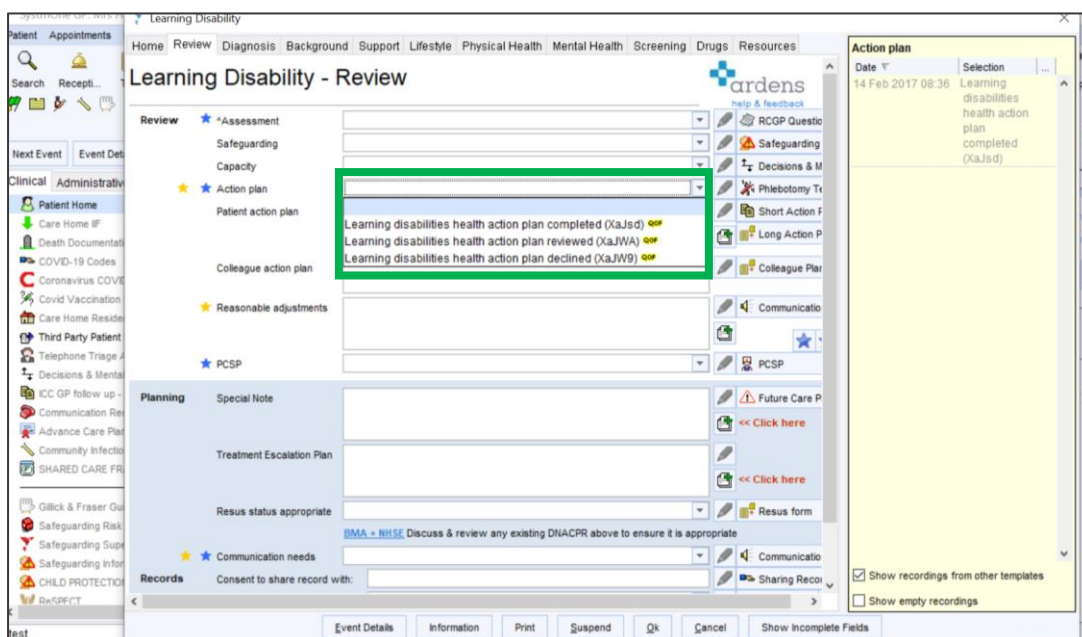 Learning Disability
Patient Appointments
Search Recepti...
Next Event Event Det
Clinical Administrativ
Patient Home
Care Home IF
Death Documentati
COVID-19 Codes
Coronavirus COVI
Covid Vaccination
Care Home Reside
Third Party Patient
Telephone Triage A
Decisions & Mental
ICC GP follow up -
Communication Re
Advance Care Plan
Community Infectio
SHARED CARE FR
Gillick & Fraser Gui
Safeguarding Risk
Safeguarding Supe
Safeguarding Infor
CHILD PROTECTIO
ReSPECT
test
Home Review Diagnosis Background Support Lifestyle Physical Health Mental Health Screening Drugs Resources
Learning Disability - Review
ardens
help & feedback
Review ^Assessment RCGP Questio
Safeguarding Safeguarding
Capacity Decisions & M
Action plan Phlebotomy Te
Patient action plan Short Action P
Learning disabilities health action plan completed (XaJsd) QOF
Learning disabilities health action plan reviewed (XaJWA) QOF Long Action P
Learning disabilities health action plan declined (XaJW9) QOF
Colleague action plan Colleague Plan
Reasonable adjustments Communicatio
PCSP PCSP
Planning Special Note Future Care P
<< Click here
Treatment Escalation Plan
<< Click here
Resus status appropriate Resus form
BMA + NHSE Discuss & review any existing DNACPR above to ensure it is appropriate
Communication needs Communicatio
Records Consent to share record with: Sharing Recor
Event Details Information Print Suspend Ok Cancel Show Incomplete Fields
Action plan
Date Selection ...
14 Feb 2017 08:36 Learning
disabilities
health action
plan
completed
(XaJsd)
Show recordings from other templates
Show empty recordings